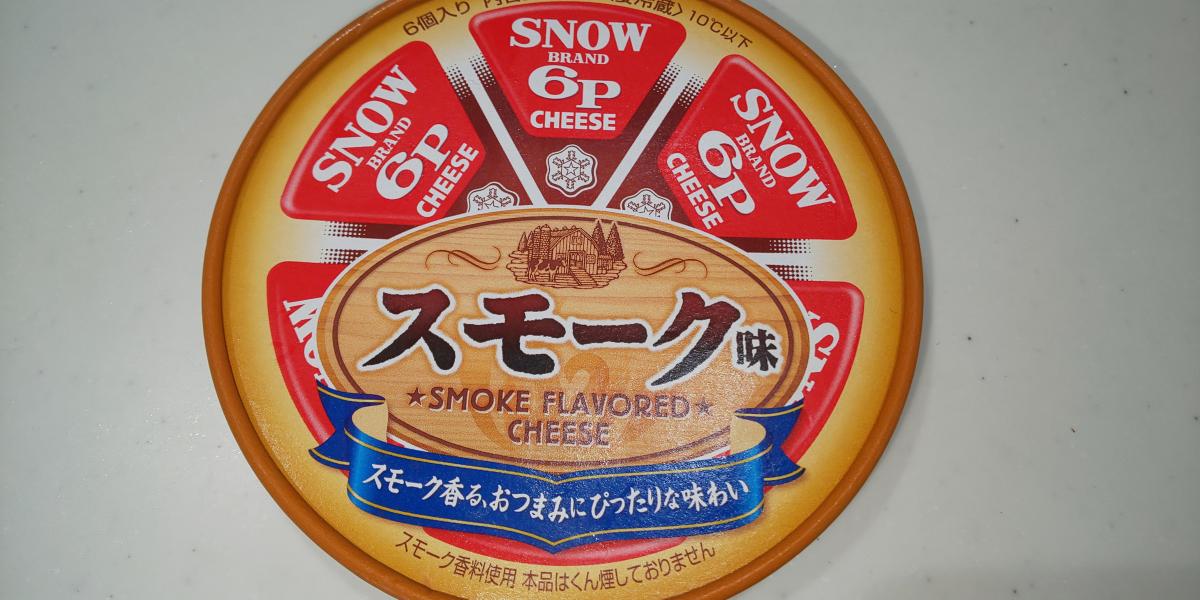 6個入り
10℃以下
SNOW
BRAND
6P
CHEESE
SNOW
BRAND
6P
CHEESE
SNOW
BRAND
6P
CHEESE
スモーク味
★SMOKE FLAVORED★
CHEESE
スモーク香る、おつまみにぴったりな味わい
スモーク香料使用 本品はくん煙しておりません